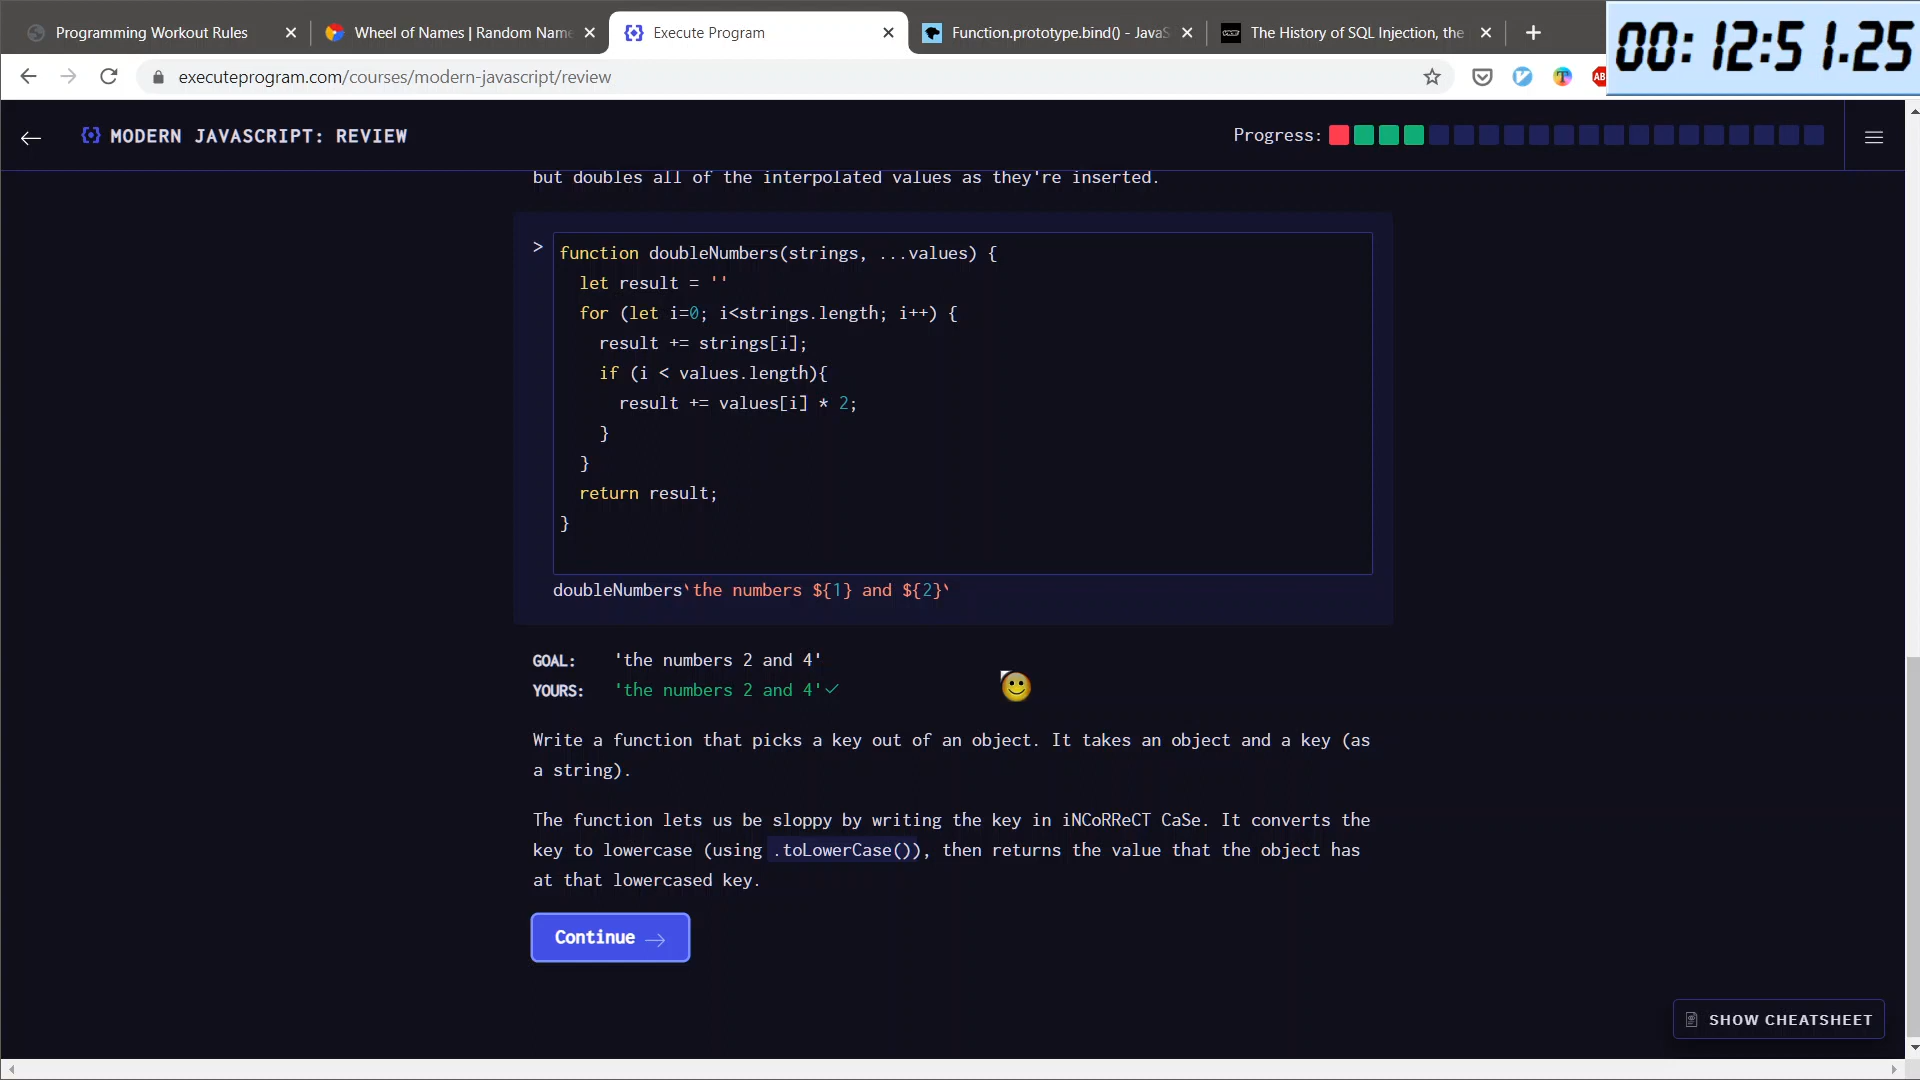 Programming Workout Rules
Wheel of Names | Random Name
Execute Program
Function.prototype.bind() - JavaS
The History of SQL Injection, the
00:12:51.25
executeprogram.com/courses/modern-javascript/review
MODERN JAVASCRIPT: REVIEW
Progress:
but doubles all of the interpolated values as they're inserted.
> function doubleNumbers(strings, ...values) {
  let result = ''
  for (let i=0; i<strings.length; i++) {
    result += strings[i];
    if (i < values.length){
      result += values[i] * 2;
    }
  }
  return result;
}
doubleNumbers`the numbers ${1} and ${2}`
GOAL: 'the numbers 2 and 4'
YOURS: 'the numbers 2 and 4'✓
Write a function that picks a key out of an object. It takes an object and a key (as
a string).
The function lets us be sloppy by writing the key in iNCoRReCT CaSe. It converts the
key to lowercase (using .toLowerCase()), then returns the value that the object has
at that lowercased key.
Continue →
SHOW CHEATSHEET